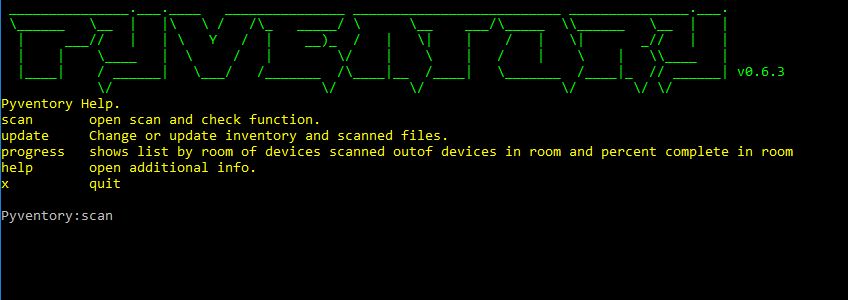 PYVENTORY v0.6.3
Pyventory Help.
scan open scan and check function.
update Change or update inventory and scanned files.
progress shows list by room of devices scanned outof devices in room and percent complete in room
help open additional info.
x quit
Pyventory:scan